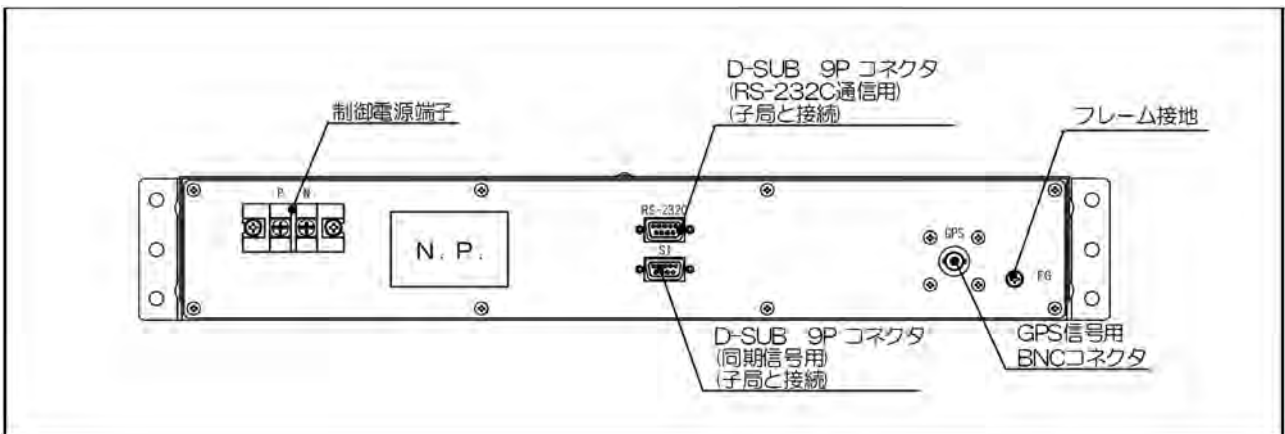 D-SUB 9P コネクタ
(RS-232C通信用)
(子局と接続)
制御電源端子
フレーム接地
P N
RS-232C
N. P.
GPS
S1
FG
D-SUB 9P コネクタ
(同期信号用)
(子局と接続)
GPS信号用
BNCコネクタ